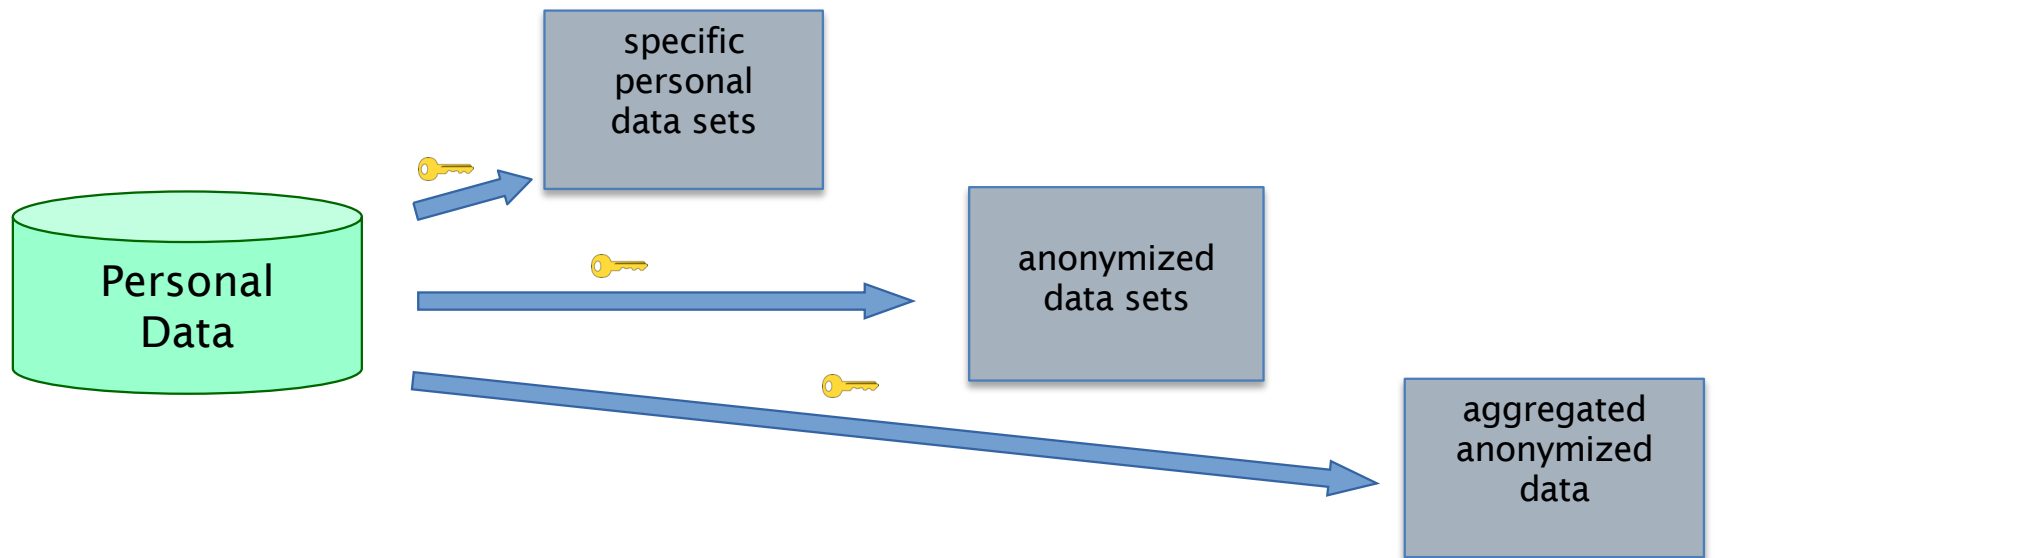 specific
personal
data sets
Personal
Data
anonymized
data sets
aggregated
anonymized
data